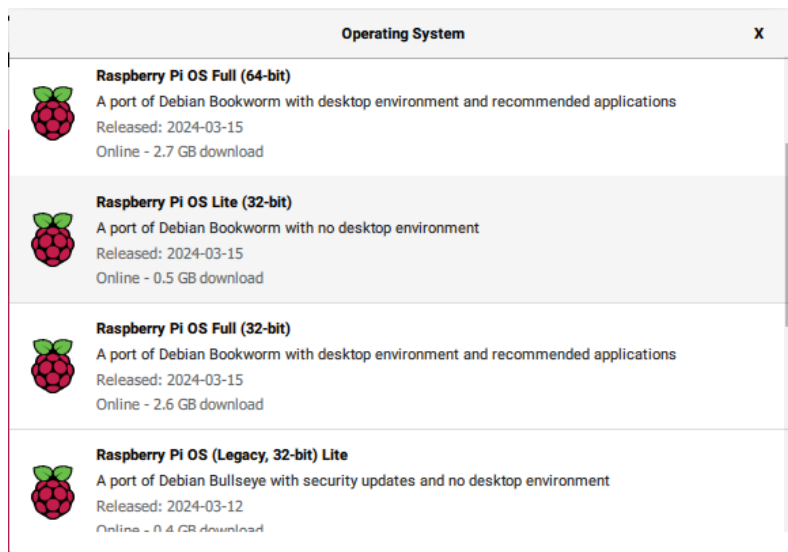 Operating System
X
Raspberry Pi OS Full (64-bit)
A port of Debian Bookworm with desktop environment and recommended applications
Released: 2024-03-15
Online - 2.7 GB download
Raspberry Pi OS Lite (32-bit)
A port of Debian Bookworm with no desktop environment
Released: 2024-03-15
Online - 0.5 GB download
Raspberry Pi OS Full (32-bit)
A port of Debian Bookworm with desktop environment and recommended applications
Released: 2024-03-15
Online - 2.6 GB download
Raspberry Pi OS (Legacy, 32-bit) Lite
A port of Debian Bullseye with security updates and no desktop environment
Released: 2024-03-12
Online - 0.4 GB download